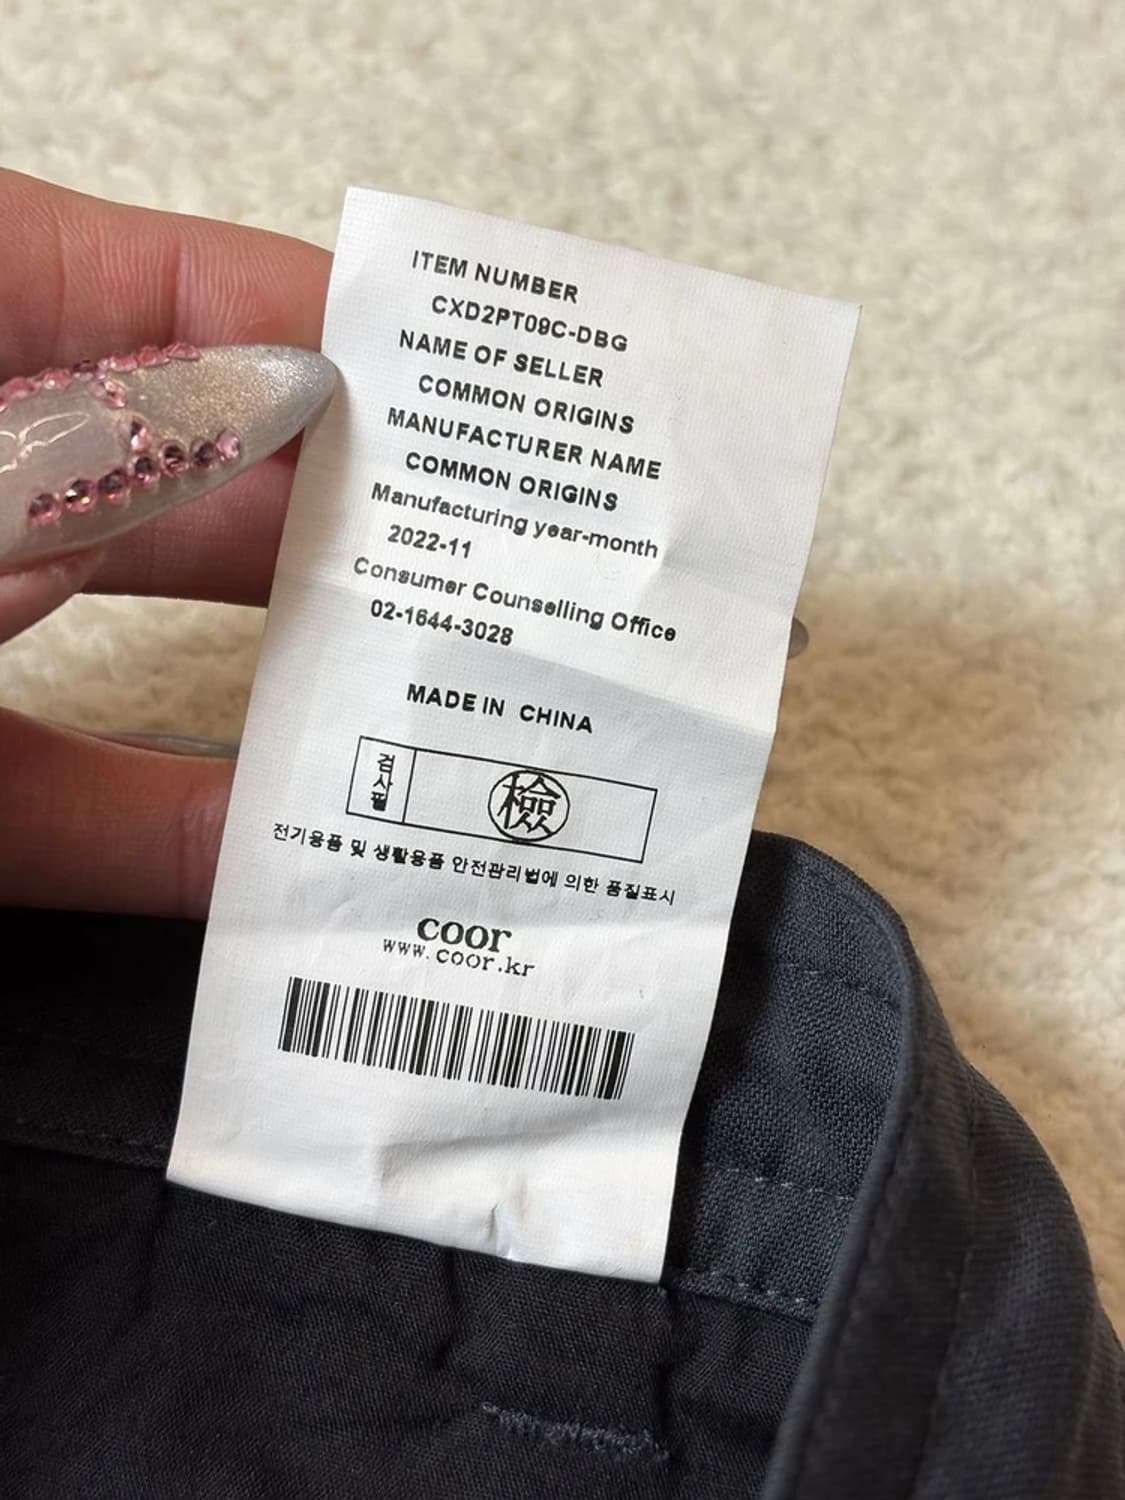 ITEM NUMBER
CXD2PT09C-DBG
NAME OF SELLER
COMMON ORIGINS
MANUFACTURER NAME
COMMON ORIGINS
Manufacturing year-month
2022-11
Consumer Counselling Office
02-1644-3028
MADE IN CHINA
검사필
檢
전기용품 및 생활용품 안전관리법에 의한 품질표시
coor
www.coor.kr